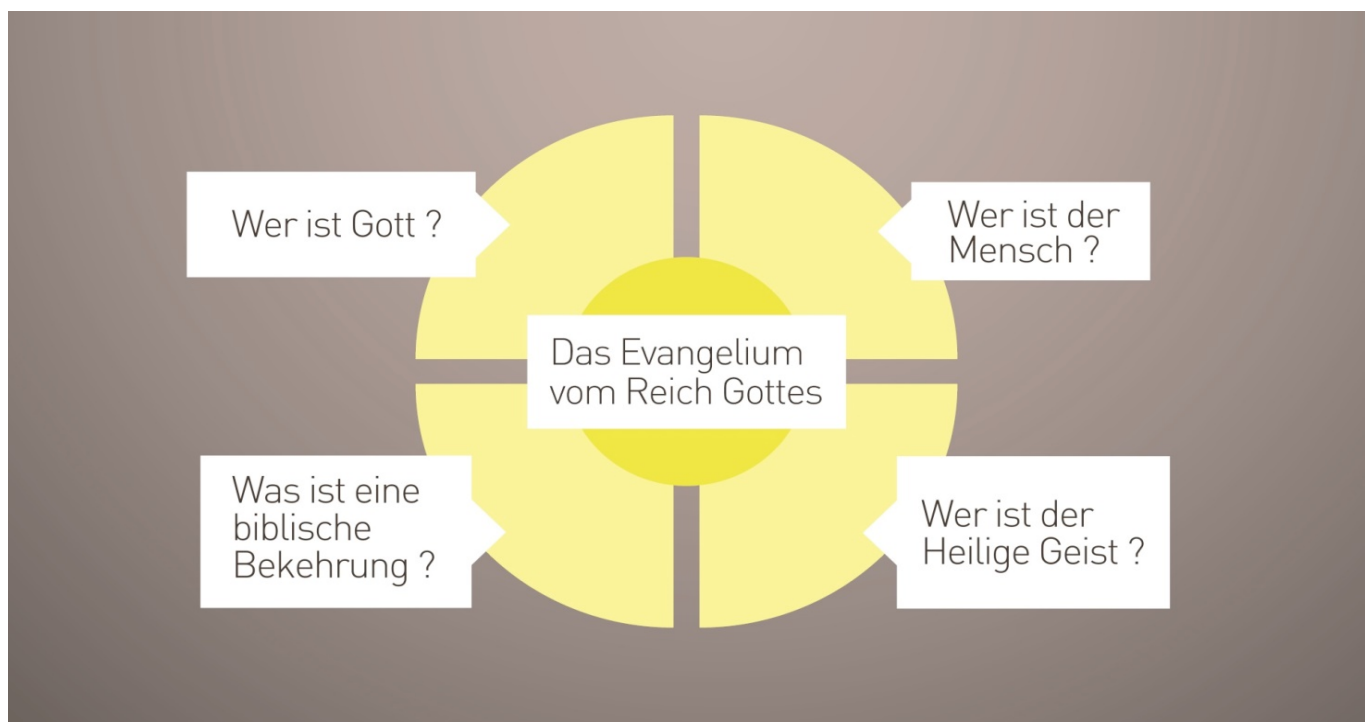 Wer ist Gott ?
Wer ist der
Mensch ?
Das Evangelium
vom Reich Gottes
Was ist eine
biblische
Bekehrung ?
Wer ist der
Heilige Geist ?